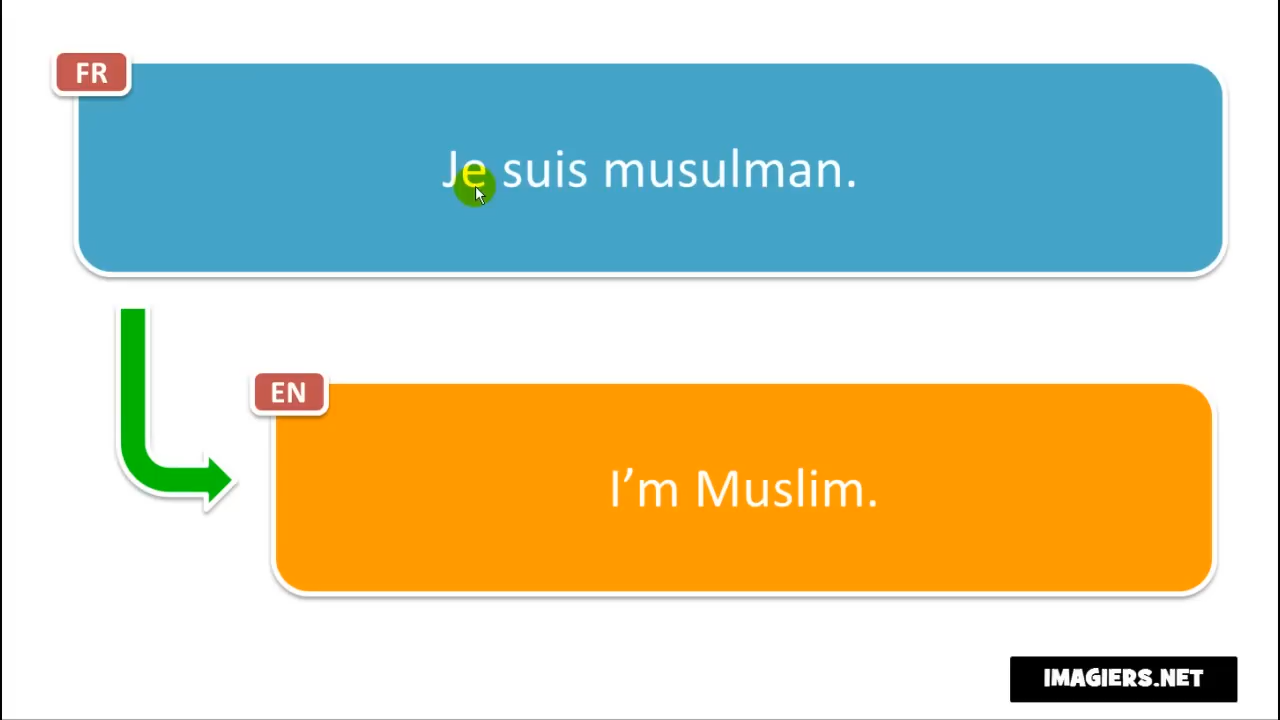 FR
Je suis musulman.
EN
I’m Muslim.
IMAGIERS.NET